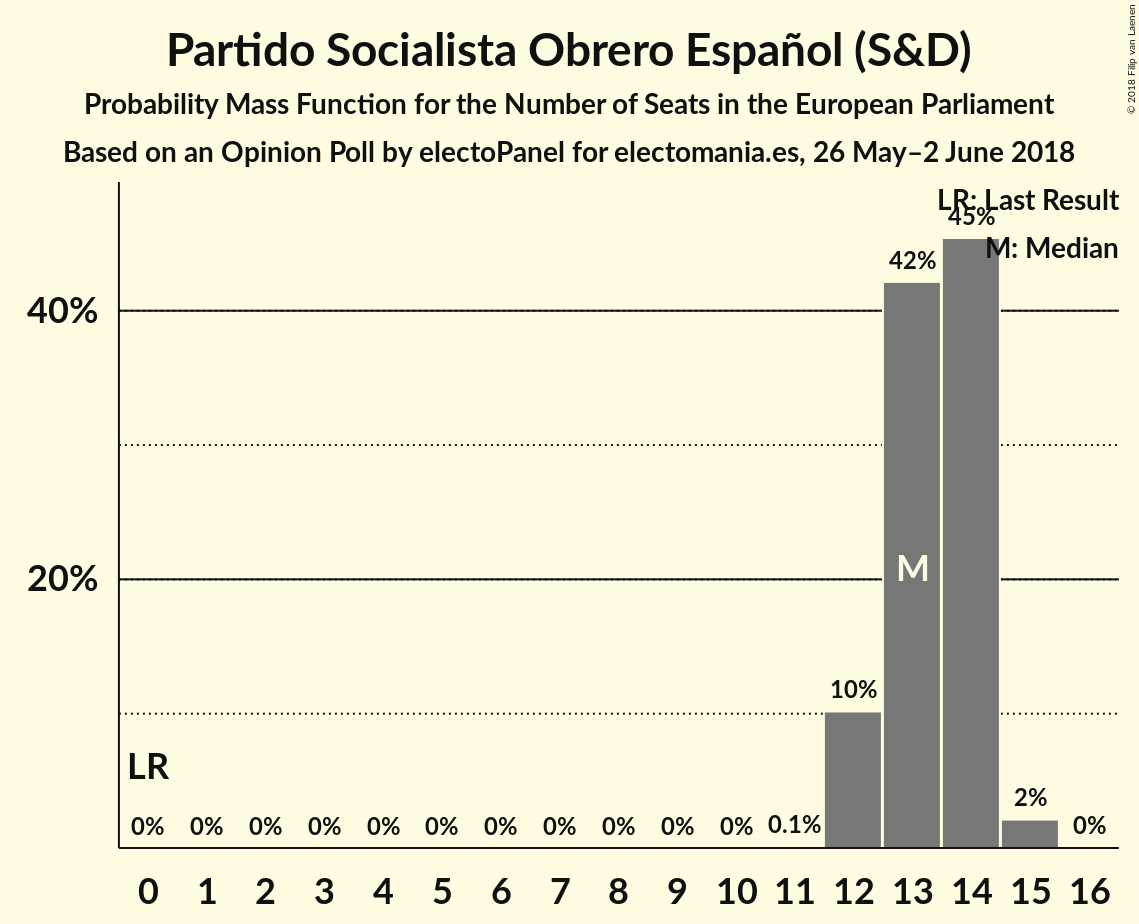 Partido Socialista Obrero Español (S&D)
Probability Mass Function for the Number of Seats in the European Parliament
Based on an Opinion Poll by electoPanel for electomania.es, 26 May–2 June 2018
© 2018 Filip van Laenen
LR: Last Result
M: Median
45%
42%
40%
M
20%
10%
LR
2%
0% 0% 0% 0% 0% 0% 0% 0% 0% 0% 0% 0.1% 0%
0 1 2 3 4 5 6 7 8 9 10 11 12 13 14 15 16